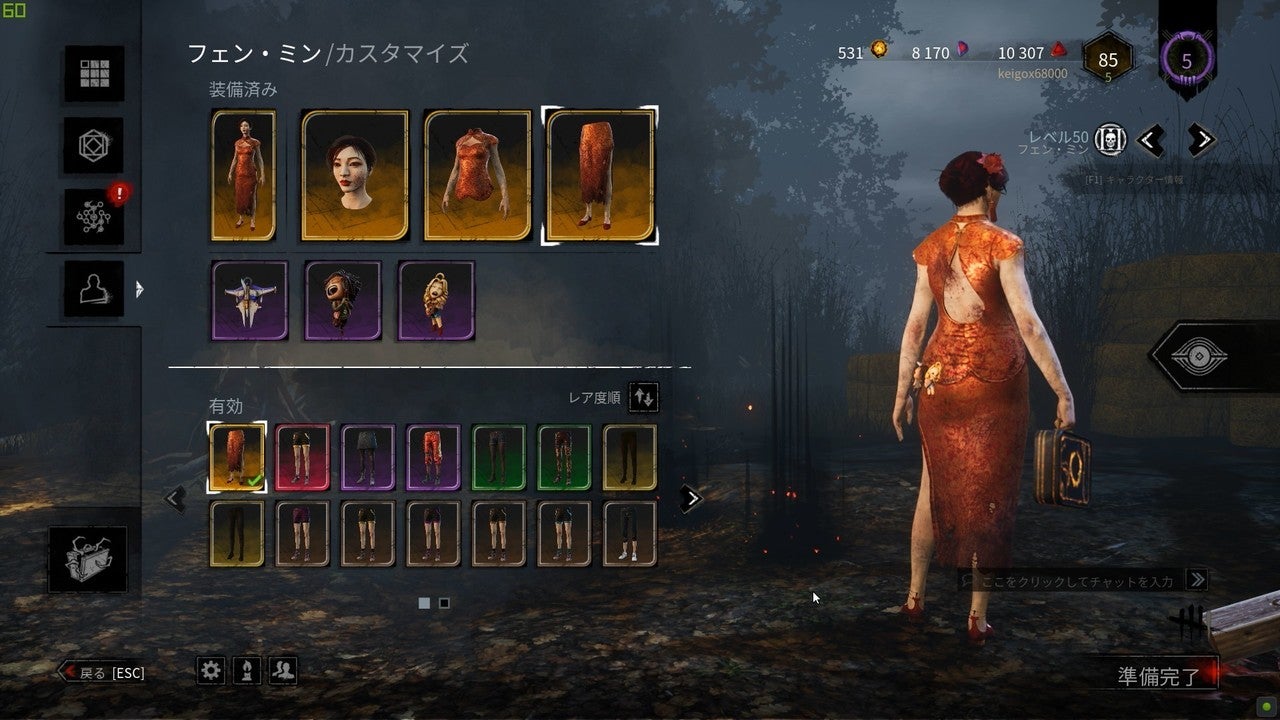 60
フェン・ミン/カスタマイズ
531 8 170 10 307 85 5 5
keigox68000
装備済み
レベル50
フェン・ミン
[F1] キャラクター情報
!
有効
レア度順
ここをクリックしてチャットを入力
戻る [ESC]
準備完了